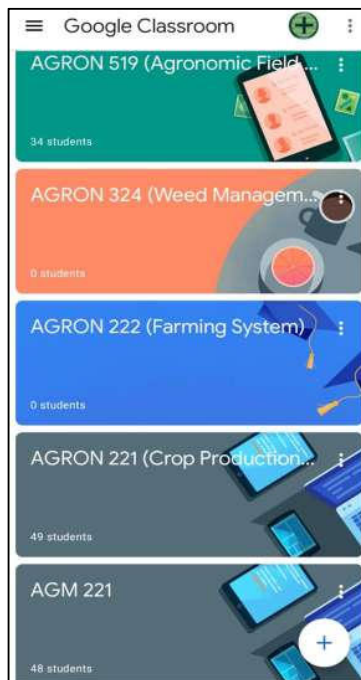 Google Classroom
AGRON 519 (Agronomic Field ...
34 students
AGRON 324 (Weed Managem...
0 students
AGRON 222 (Farming System)
0 students
AGRON 221 (Crop Production...
49 students
AGM 221
48 students